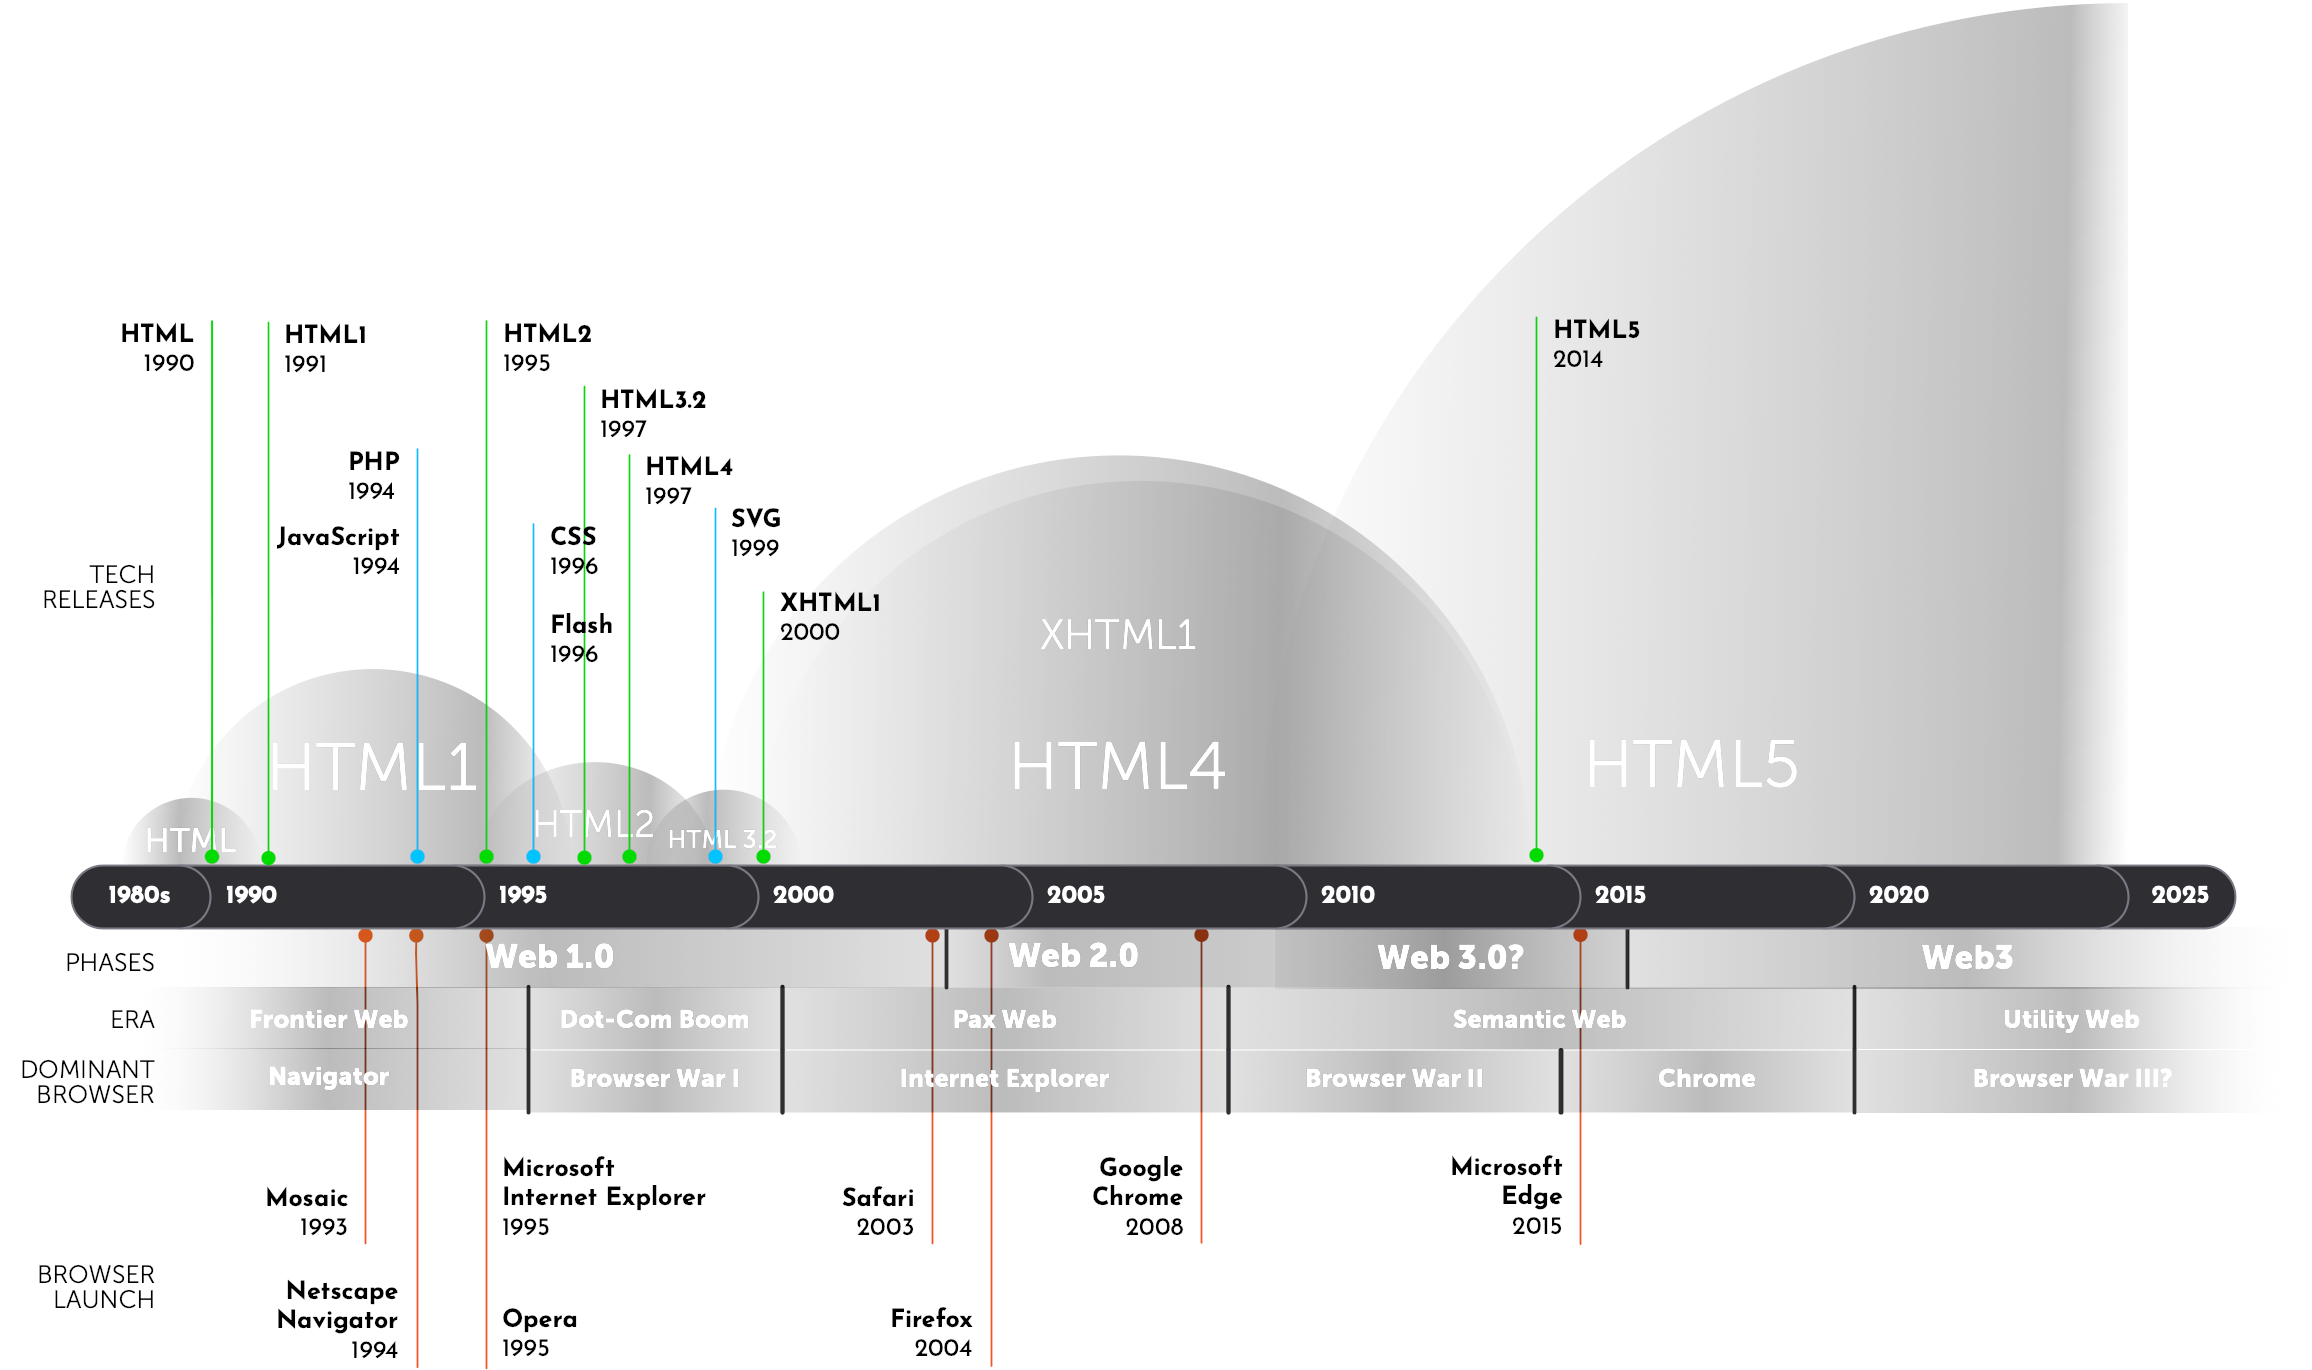 HTML
1990
HTML1
1991
HTML2
1995
HTML5
2014
HTML3.2
1997
PHP
1994
HTML4
1997
SVG
1999
JavaScript
1994
CSS
1996
TECH
RELEASES
XHTML1
2000
Flash
1996
XHTML1
HTML1
HTML4
HTML5
HTML
HTML2
HTML 3.2
1980s 1990 1995 2000 2005 2010 2015 2020 2025
PHASES Web 1.0 Web 2.0 Web 3.0? Web3
ERA Frontier Web Dot-Com Boom Pax Web Semantic Web Utility Web
DOMINANT
BROWSER
Navigator Browser War I Internet Explorer Browser War II Chrome Browser War III?
Mosaic
1993
Microsoft
Internet Explorer
1995
Safari
2003
Google
Chrome
2008
Microsoft
Edge
2015
BROWSER
LAUNCH
Netscape
Navigator
1994
Opera
1995
Firefox
2004